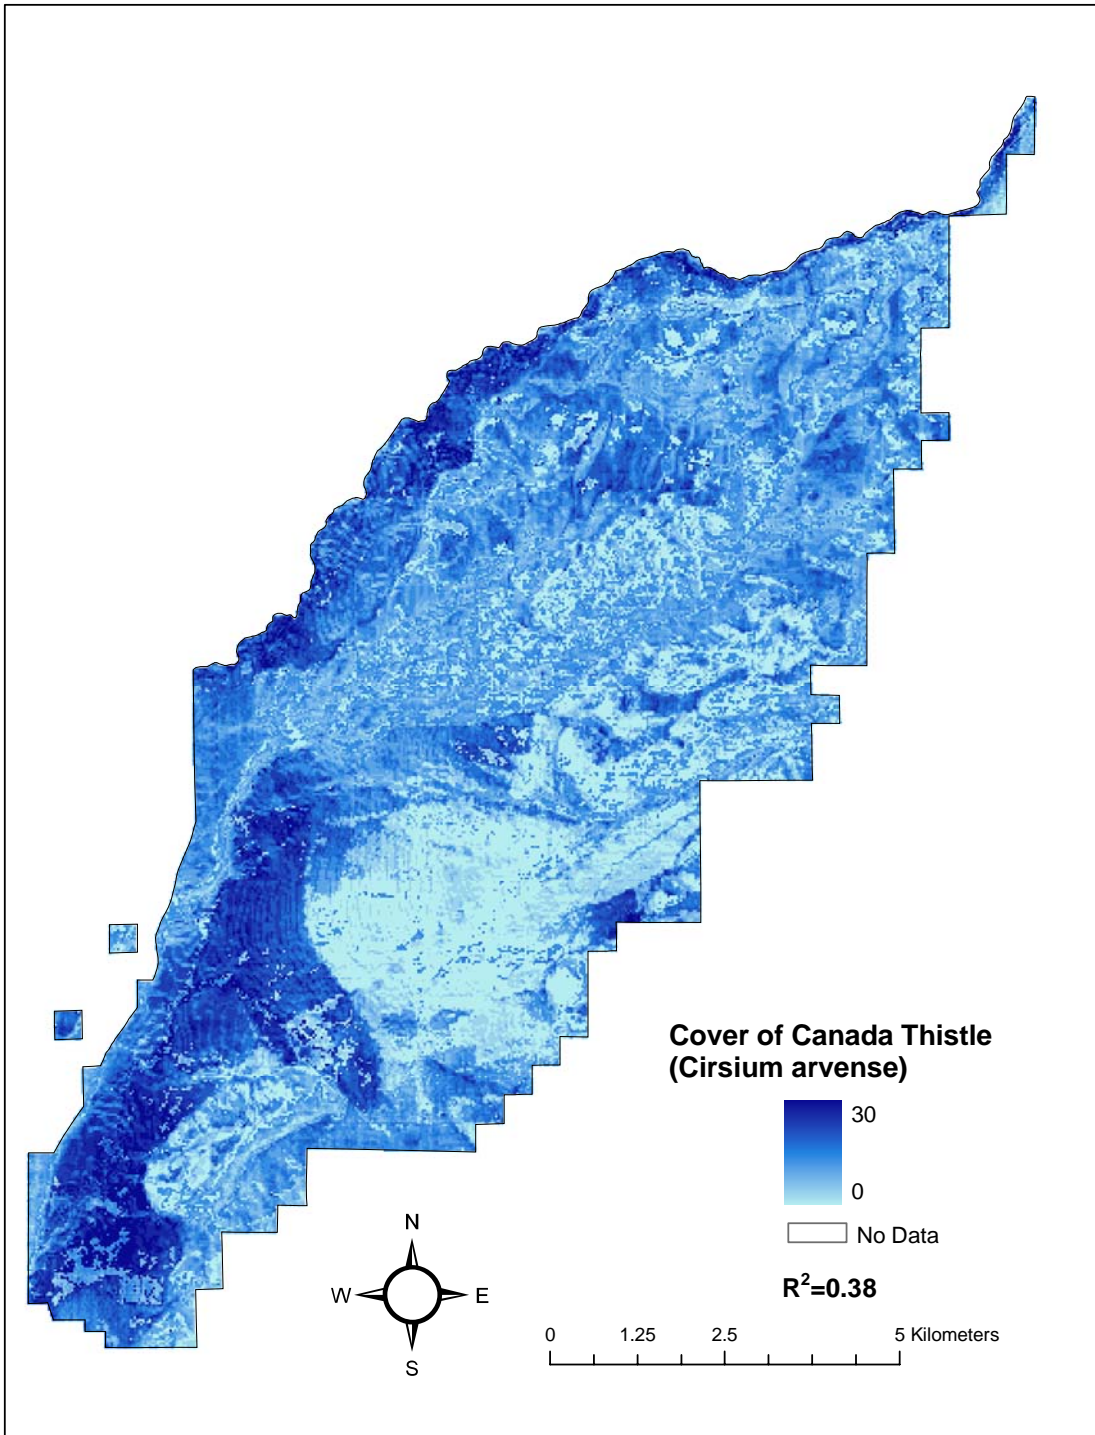 Cover of Canada Thistle
(Cirsium arvense)
30
0
No Data
R²=0.38
N
W E
S
0 1.25 2.5 5 Kilometers